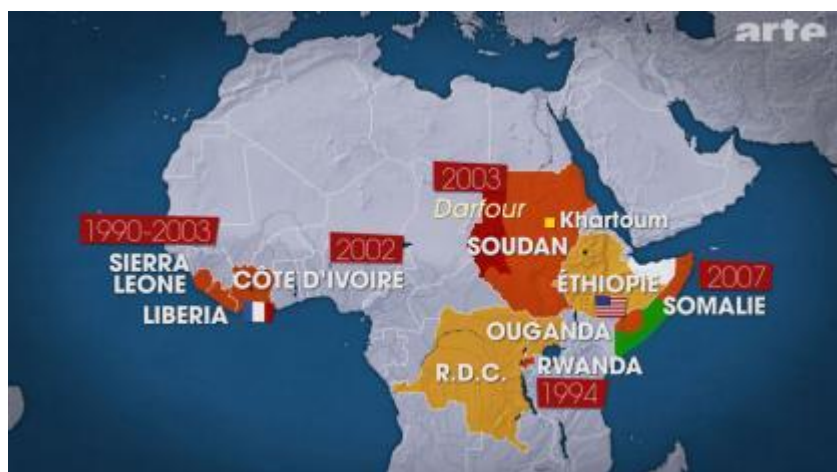 arte
2003
Darfour
Khartoum
1990-2003
2002
SOUDAN
SIERRA
LEONE
CÔTE D'IVOIRE
ÉTHIOPIE
2007
SOMALIE
LIBERIA
OUGANDA
R.D.C.
RWANDA
1994